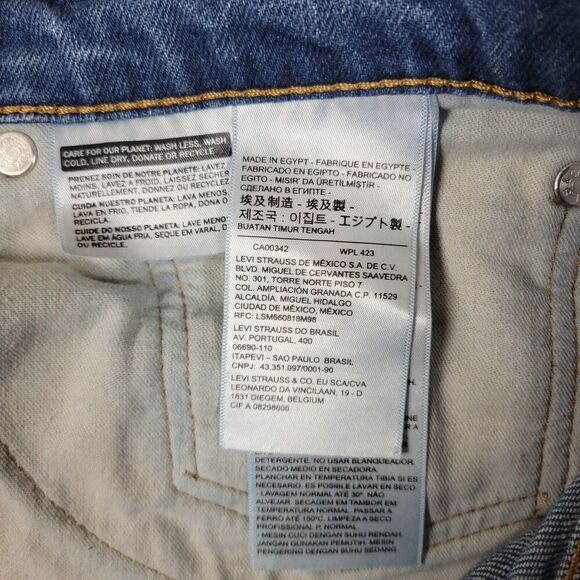 CARE FOR OUR PLANET: WASH LESS, WASH
COLD, LINE DRY, DONATE OR RECYCLE
PRENEZ SOIN DE NOTRE PLANÈTE: LAVEZ
MOINS, LAVEZ A FROID, LAISSEZ SÉCHER
NATURELLEMENT, DONNEZ OU RECYCLEZ
CUIDA NUESTRO PLANETA: LAVA MENOS,
LAVA EN FRIA, TIENDE LA ROPA, DONA O
RECICLA.
CUIDE DO NOSSO PLANETA: LAVE MENOS,
LAVE EM ÁGUA FRIA, SEQUE EM VARAL, D
OU RECICLE.
MADE IN EGYPT - FABRIQUE EN EGYPTE -
FABRICADO EN EGIPTO - FABRICADO NO
EGITO - MISIR' DA ÜRETİLMİŞTİR -
СДЕЛАНО В ЕГИПТЕ -
埃及制造 - 埃及製 -
제조국 : 이집트 - エジプト製 -
BUATAN TIMUR TENGAH
CA00342 WPL 423
LEVI STRAUSS DE MÉXICO S.A. DE C.V.
BLVD. MIGUEL DE CERVANTES SAAVEDRA
NO. 301, TORRE NORTE PISO 7
COL. AMPLIACIÓN GRANADA C.P. 11529
ALCALDÍA. MIGUEL HIDALGO
CIUDAD DE MÉXICO, MÉXICO
RFC: LSM660818M98
LEVI STRAUSS DO BRASIL
AV. PORTUGAL, 400
06690-110
ITAPEVI - SAO PAULO BRASIL
CNPJ: 43.351.097/0001-90
LEVI STRAUSS & CO. EU SCA/CVA
LEONARDO DA VINCILAAN, 19 - D
1831 DIEGEM, BELGIUM
CIF A 08298606
DETERGENTE. NO USAR BLANQUEADOR.
SECADO MEDIO EN SECADORA.
PLANCHAR EN TEMPERATURA TIBIA SI ES
NECESARIO. ES POSIBLE LAVAR EN SECO.
- LAVAGEM NORMAL ATÉ 30°. NÃO
ALVEJAR. SECAGEM EM TAMBOR EM
TEMPERATURA NORMAL. PASSAR A
FERRO ATÉ 150°C. LIMPEZA A SECO
PROFISSIONAL P, NORMAL.
- MESIN CUCI DENGAN SUHU RENDAH.
JANGAN GUNAKAN PEMUTIH. MESIN
PENGERING DENGAN SUHU SEDANG